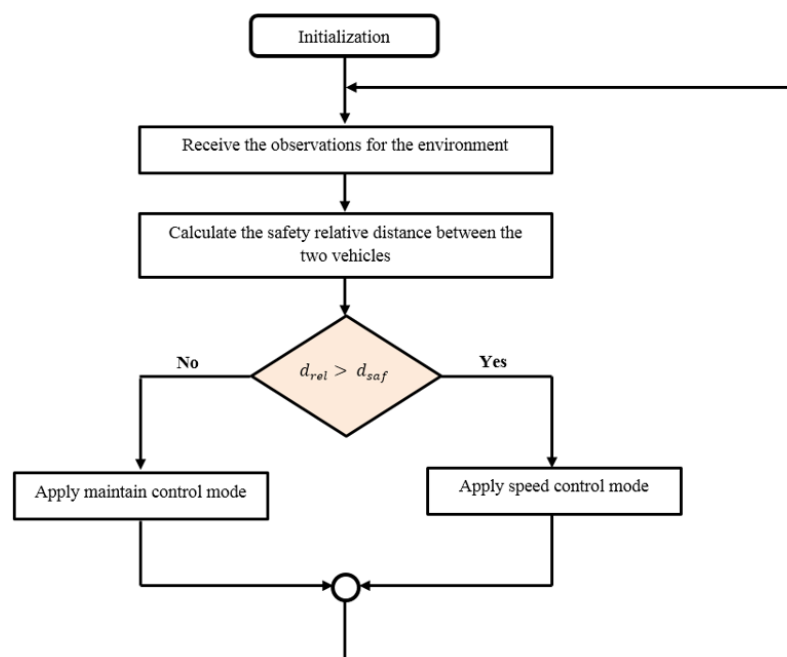 Initialization
Receive the observations for the environment
Calculate the safety relative distance between the
two vehicles
No
d_rel > d_saf
Yes
Apply maintain control mode
Apply speed control mode